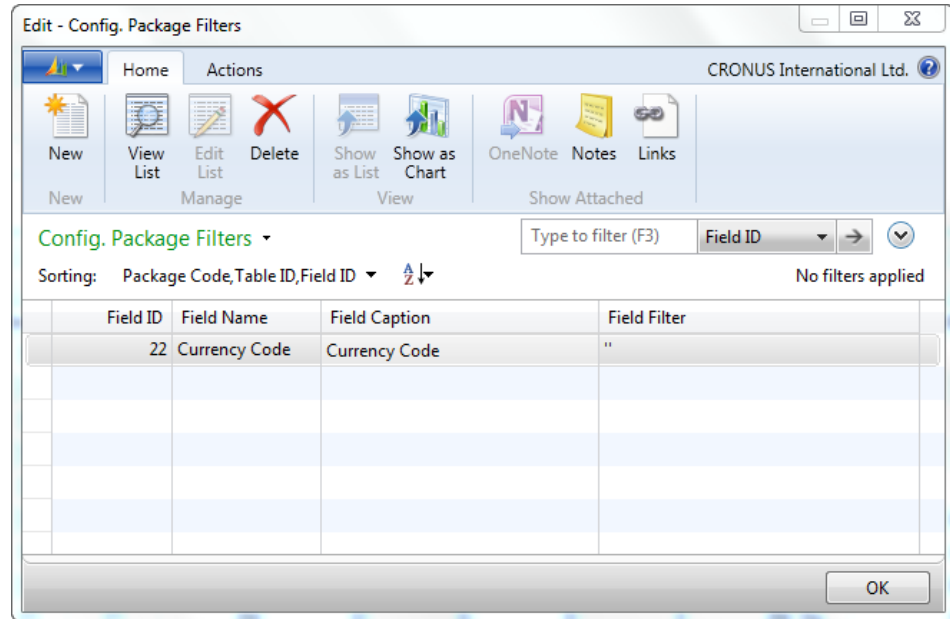 Edit - Config. Package Filters
Home Actions CRONUS International Ltd.
New View List Edit List Delete Show as List Show as Chart OneNote Notes Links
New Manage View Show Attached
Config. Package Filters Type to filter (F3) Field ID
Sorting: Package Code,Table ID,Field ID A Z No filters applied
Field ID Field Name Field Caption Field Filter
22 Currency Code Currency Code ''
OK